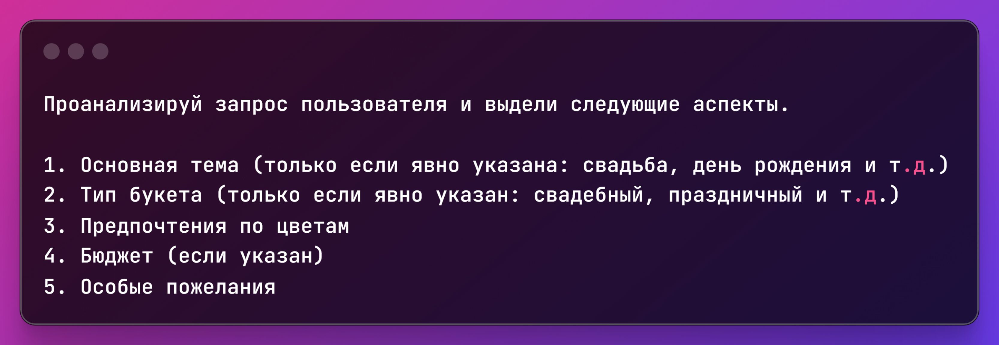 Проанализируй запрос пользователя и выдели следующие аспекты.
1. Основная тема (только если явно указана: свадьба, день рождения и т.д.)
2. Тип букета (только если явно указан: свадебный, праздничный и т.д.)
3. Предпочтения по цветам
4. Бюджет (если указан)
5. Особые пожелания